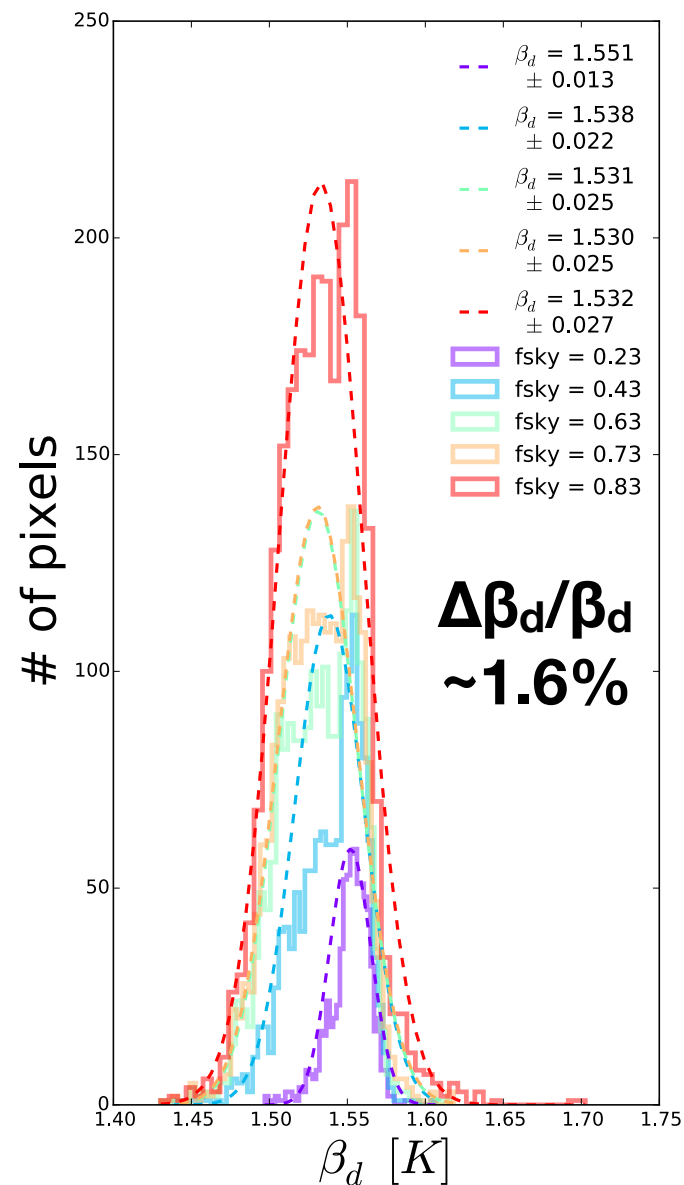 250
200
150
100
50
0
# of pixels
β_d = 1.551
± 0.013
β_d = 1.538
± 0.022
β_d = 1.531
± 0.025
β_d = 1.530
± 0.025
β_d = 1.532
± 0.027
fsky = 0.23
fsky = 0.43
fsky = 0.63
fsky = 0.73
fsky = 0.83
Δβd/βd
~1.6%
1.40 1.45 1.50 1.55 1.60 1.65 1.70 1.75
β_d [K]